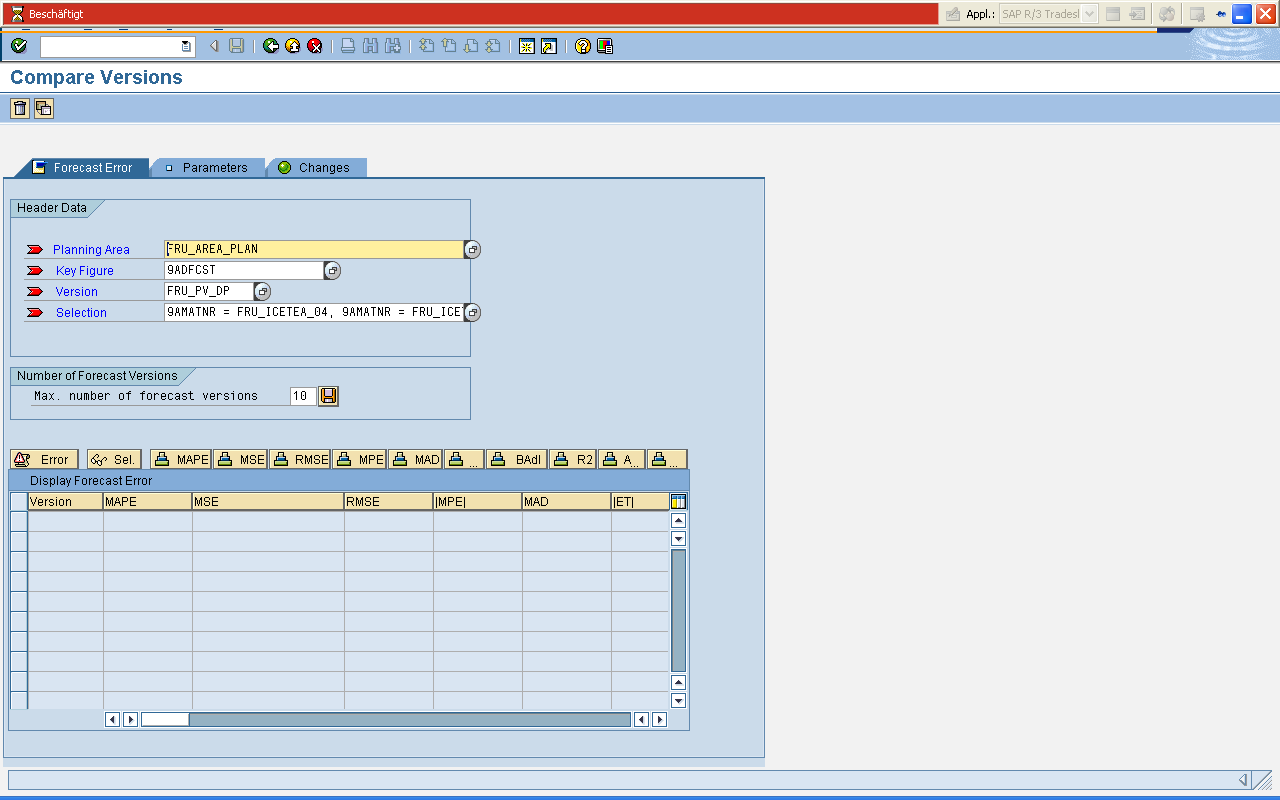 Beschäftigt
Appl.: SAP R/3 Tradesl
Compare Versions
Forecast Error Parameters Changes
Header Data
Planning Area FRU_AREA_PLAN
Key Figure 9ADFCST
Version FRU_PV_DP
Selection 9AMATNR = FRU_ICETEA_04, 9AMATNR = FRU_ICE
Number of Forecast Versions
Max. number of forecast versions 10
Error Sel. MAPE MSE RMSE MPE MAD ... BAdI R2 A... ...
Display Forecast Error
Version MAPE MSE RMSE |MPE| MAD |ET|